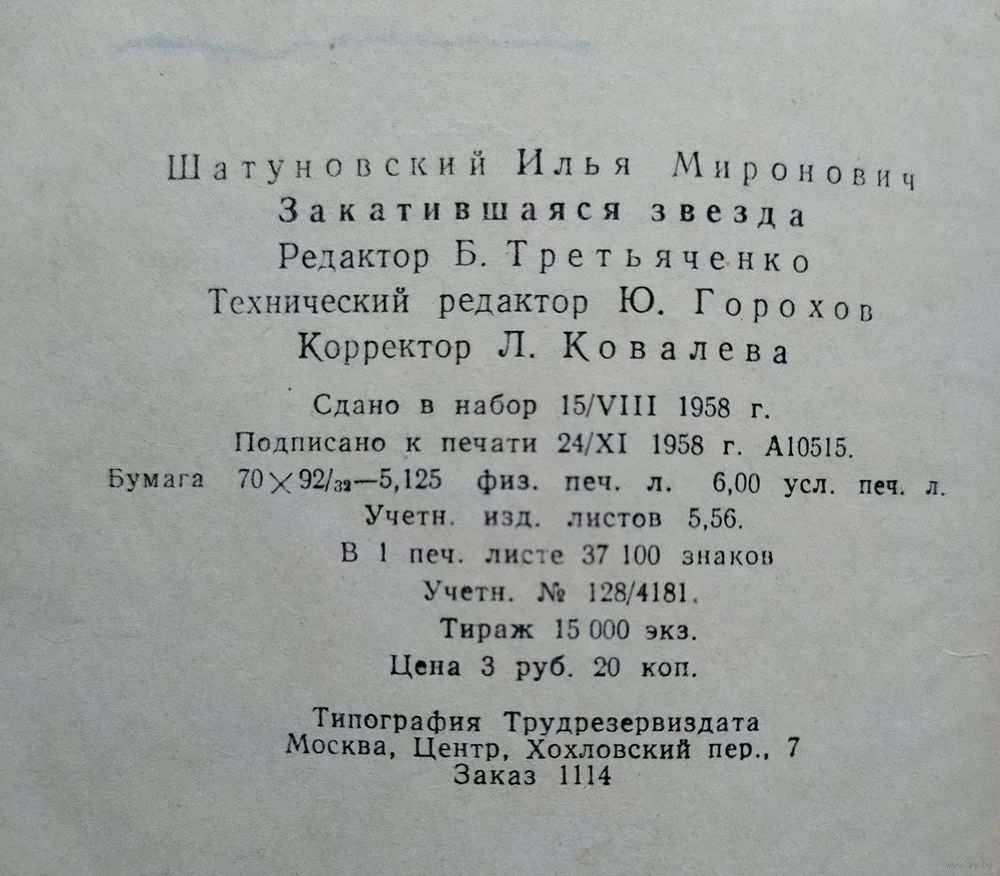 Шатуновский Илья Миронович
Закатившаяся звезда
Редактор Б. Третьяченко
Технический редактор Ю. Горохов
Корректор Л. Ковалева
Сдано в набор 15/VIII 1958 г.
Подписано к печати 24/XI 1958 г. А10515.
Бумага 70×92/32—5,125 физ. печ. л. 6,00 усл. печ. л.
Учетн. изд. листов 5,56.
В 1 печ. листе 37 100 знаков
Учетн. № 128/4181.
Тираж 15 000 экз.
Цена 3 руб. 20 коп.
Типография Трудрезервиздата
Москва, Центр, Хохловский пер., 7
Заказ 1114
www.ay.by